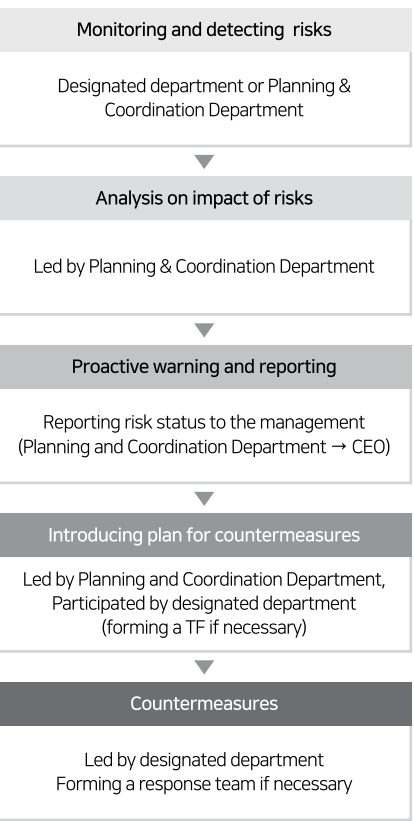 Monitoring and detecting risks
Designated department or Planning &
Coordination Department
Analysis on impact of risks
Led by Planning & Coordination Department
Proactive warning and reporting
Reporting risk status to the management
(Planning and Coordination Department → CEO)
Introducing plan for countermeasures
Led by Planning and Coordination Department,
Participated by designated department
(forming a TF if necessary)
Countermeasures
Led by designated department
Forming a response team if necessary